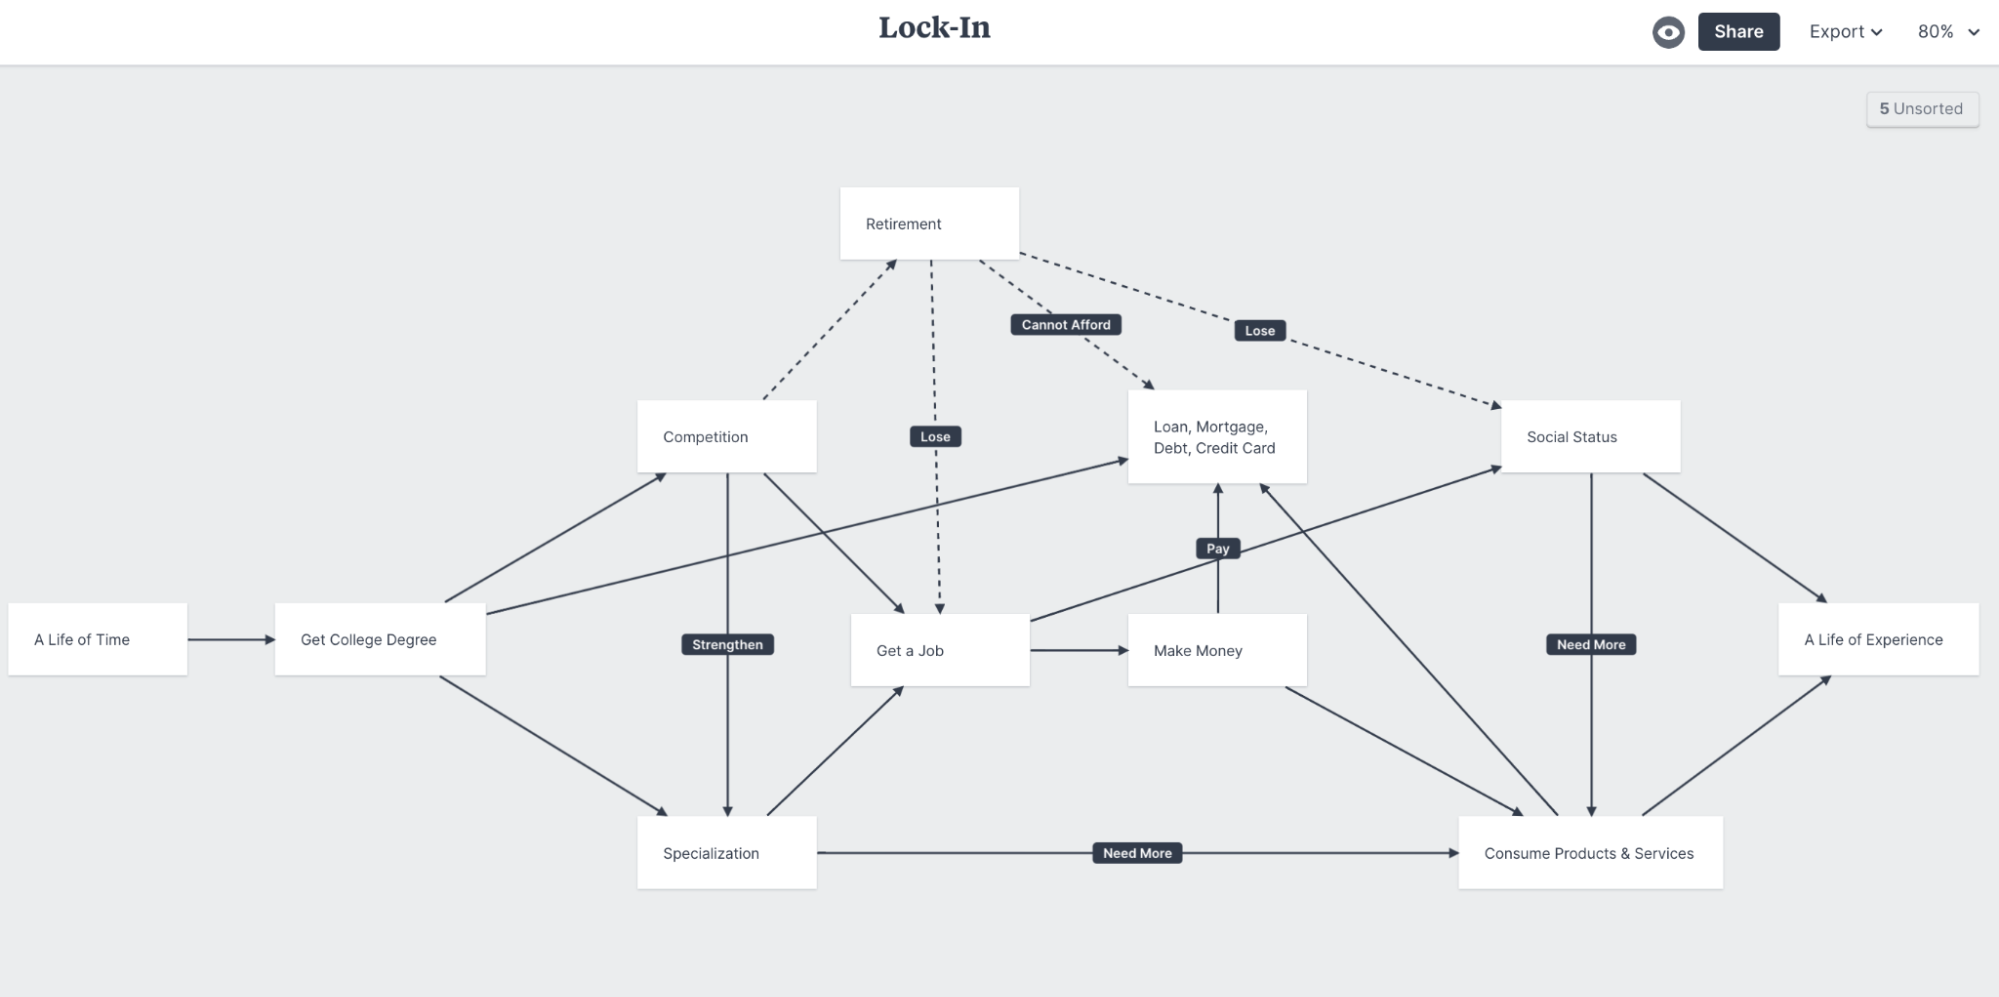 Lock-In
Share
Export
80%
5 Unsorted
Retirement
Cannot Afford
Lose
Competition
Lose
Loan, Mortgage,
Debt, Credit Card
Social Status
Pay
A Life of Time
Get College Degree
Strengthen
Get a Job
Make Money
Need More
A Life of Experience
Specialization
Need More
Consume Products & Services